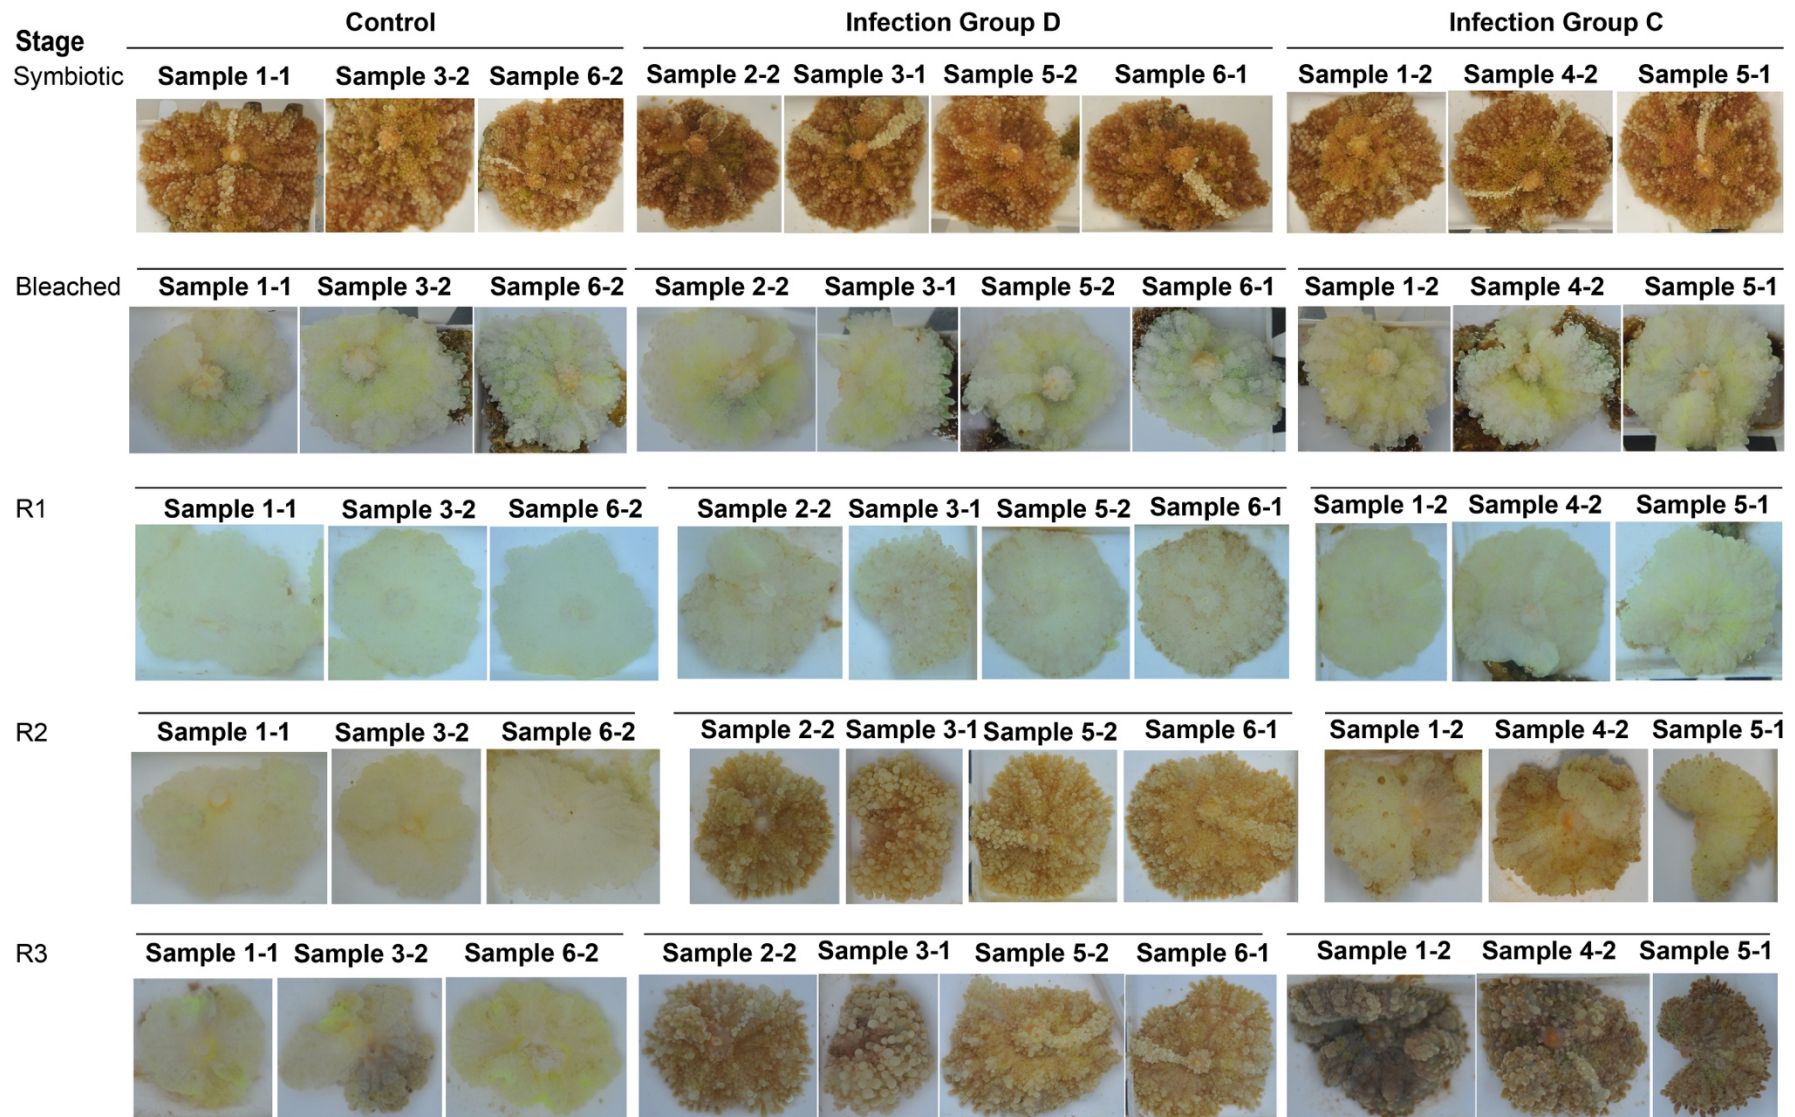 Control Infection Group D Infection Group C
Stage
Symbiotic Sample 1-1 Sample 3-2 Sample 6-2 Sample 2-2 Sample 3-1 Sample 5-2 Sample 6-1 Sample 1-2 Sample 4-2 Sample 5-1
Bleached Sample 1-1 Sample 3-2 Sample 6-2 Sample 2-2 Sample 3-1 Sample 5-2 Sample 6-1 Sample 1-2 Sample 4-2 Sample 5-1
R1 Sample 1-1 Sample 3-2 Sample 6-2 Sample 2-2 Sample 3-1 Sample 5-2 Sample 6-1 Sample 1-2 Sample 4-2 Sample 5-1
R2 Sample 1-1 Sample 3-2 Sample 6-2 Sample 2-2 Sample 3-1 Sample 5-2 Sample 6-1 Sample 1-2 Sample 4-2 Sample 5-1
R3 Sample 1-1 Sample 3-2 Sample 6-2 Sample 2-2 Sample 3-1 Sample 5-2 Sample 6-1 Sample 1-2 Sample 4-2 Sample 5-1